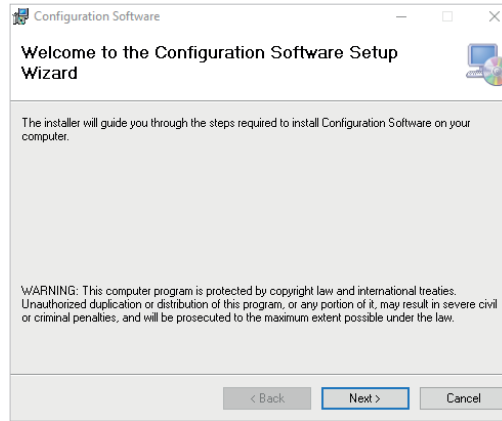 Configuration Software
Welcome to the Configuration Software Setup
Wizard
The installer will guide you through the steps required to install Configuration Software on your
computer.
WARNING: This computer program is protected by copyright law and international treaties.
Unauthorized duplication or distribution of this program, or any portion of it, may result in severe civil
or criminal penalties, and will be prosecuted to the maximum extent possible under the law.
< Back
Next >
Cancel